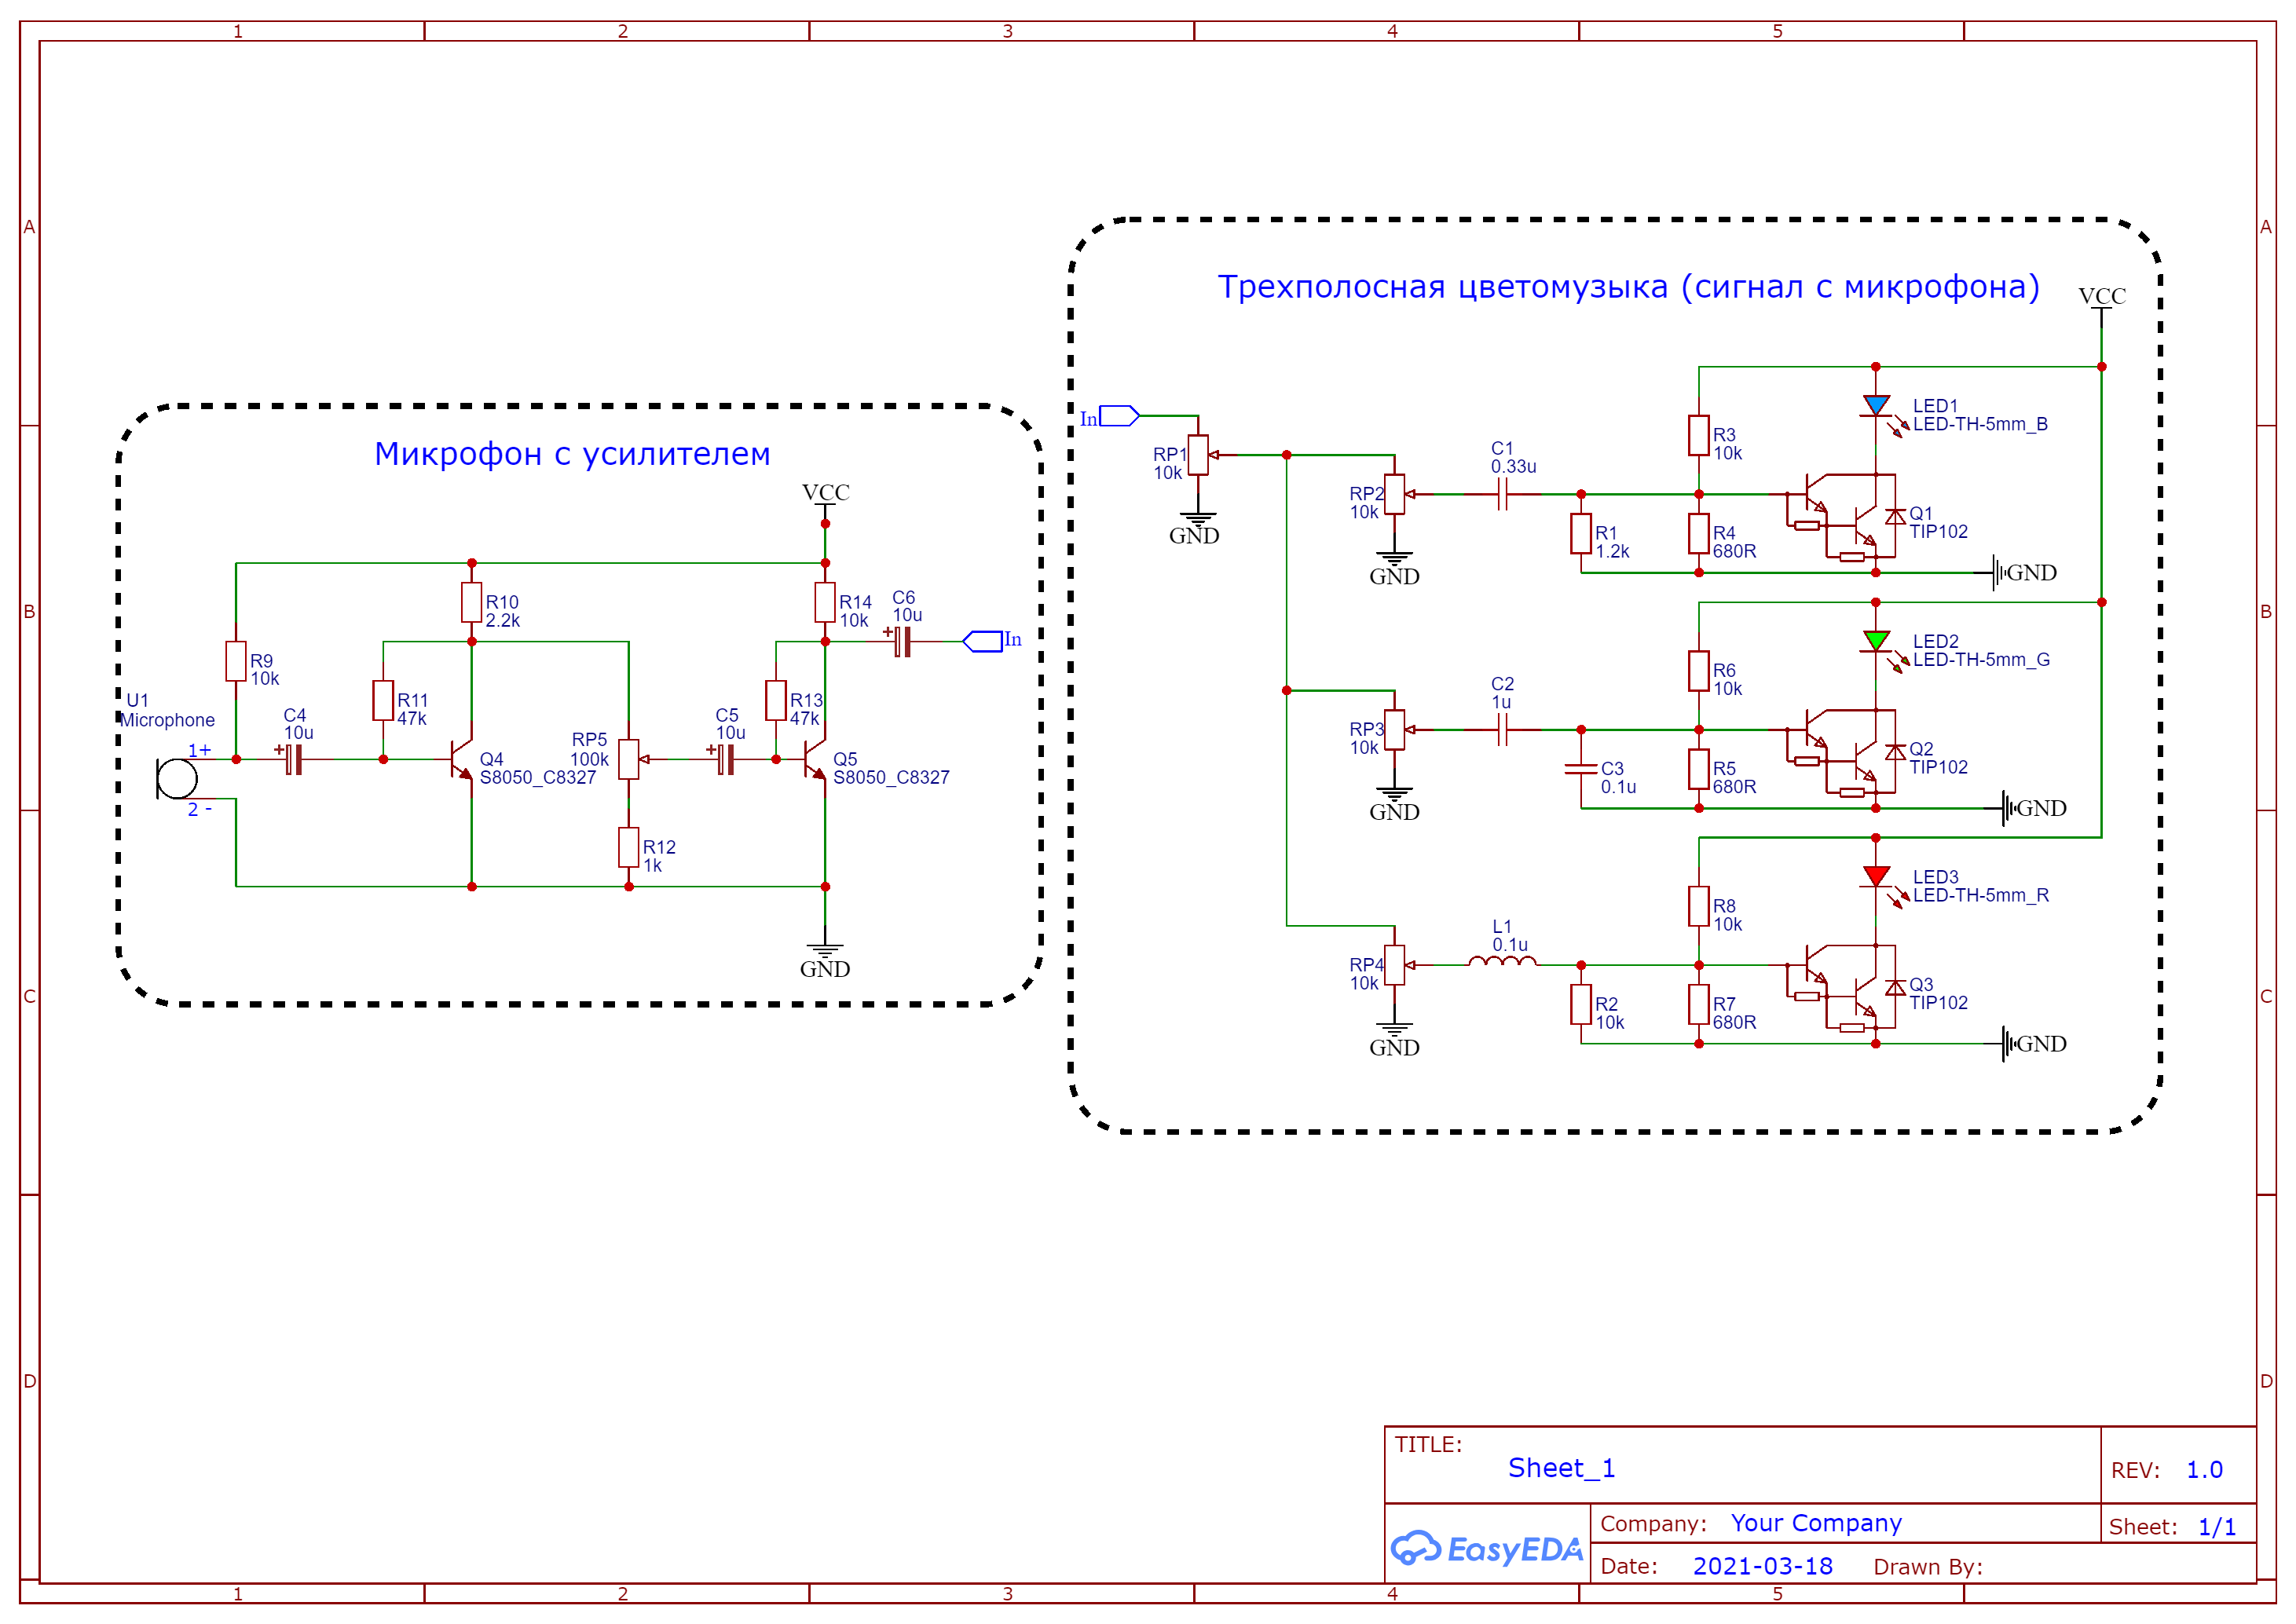 1 2 3 4 5
A
B
C
D
A
B
C
D
1 2 3 4 5
Микрофон с усилителем
VCC
R9
10k
R10
2.2k
R14
10k
C6
10u
In
U1
Microphone
1+
2 -
C4
10u
R11
47k
Q4
S8050_C8327
RP5
100k
R12
1k
C5
10u
R13
47k
Q5
S8050_C8327
GND
Трехполосная цветомузыка (сигнал с микрофона)
VCC
In
RP1
10k
GND
RP2
10k
GND
C1
0.33u
R1
1.2k
R3
10k
R4
680R
LED1
LED-TH-5mm_B
Q1
TIP102
GND
RP3
10k
GND
C2
1u
C3
0.1u
R6
10k
R5
680R
LED2
LED-TH-5mm_G
Q2
TIP102
GND
RP4
10k
GND
L1
0.1u
R2
10k
R8
10k
R7
680R
LED3
LED-TH-5mm_R
Q3
TIP102
GND
TITLE:
Sheet_1
REV: 1.0
EasyEDA
Company: Your Company
Sheet: 1/1
Date: 2021-03-18 Drawn By: